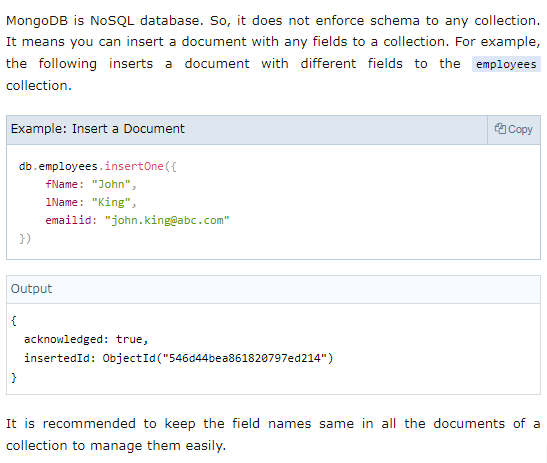 MongoDB is NoSQL database. So, it does not enforce schema to any collection.
It means you can insert a document with any fields to a collection. For example,
the following inserts a document with different fields to the employees
collection.
Example: Insert a Document
Copy
db.employees.insertOne({
    fName: "John",
    lName: "King",
    emailid: "john.king@abc.com"
})
Output
{
  acknowledged: true,
  insertedId: ObjectId("546d44bea861820797ed214")
}
It is recommended to keep the field names same in all the documents of a
collection to manage them easily.